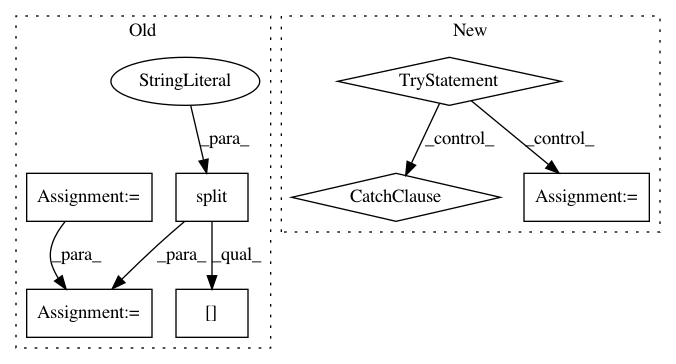 Old
New
StringLiteral
TryStatement
_para_
_control_
_control_
Assignment:=
split
CatchClause
Assignment:=
_para_
_para_
_qual_
Assignment:=
[]